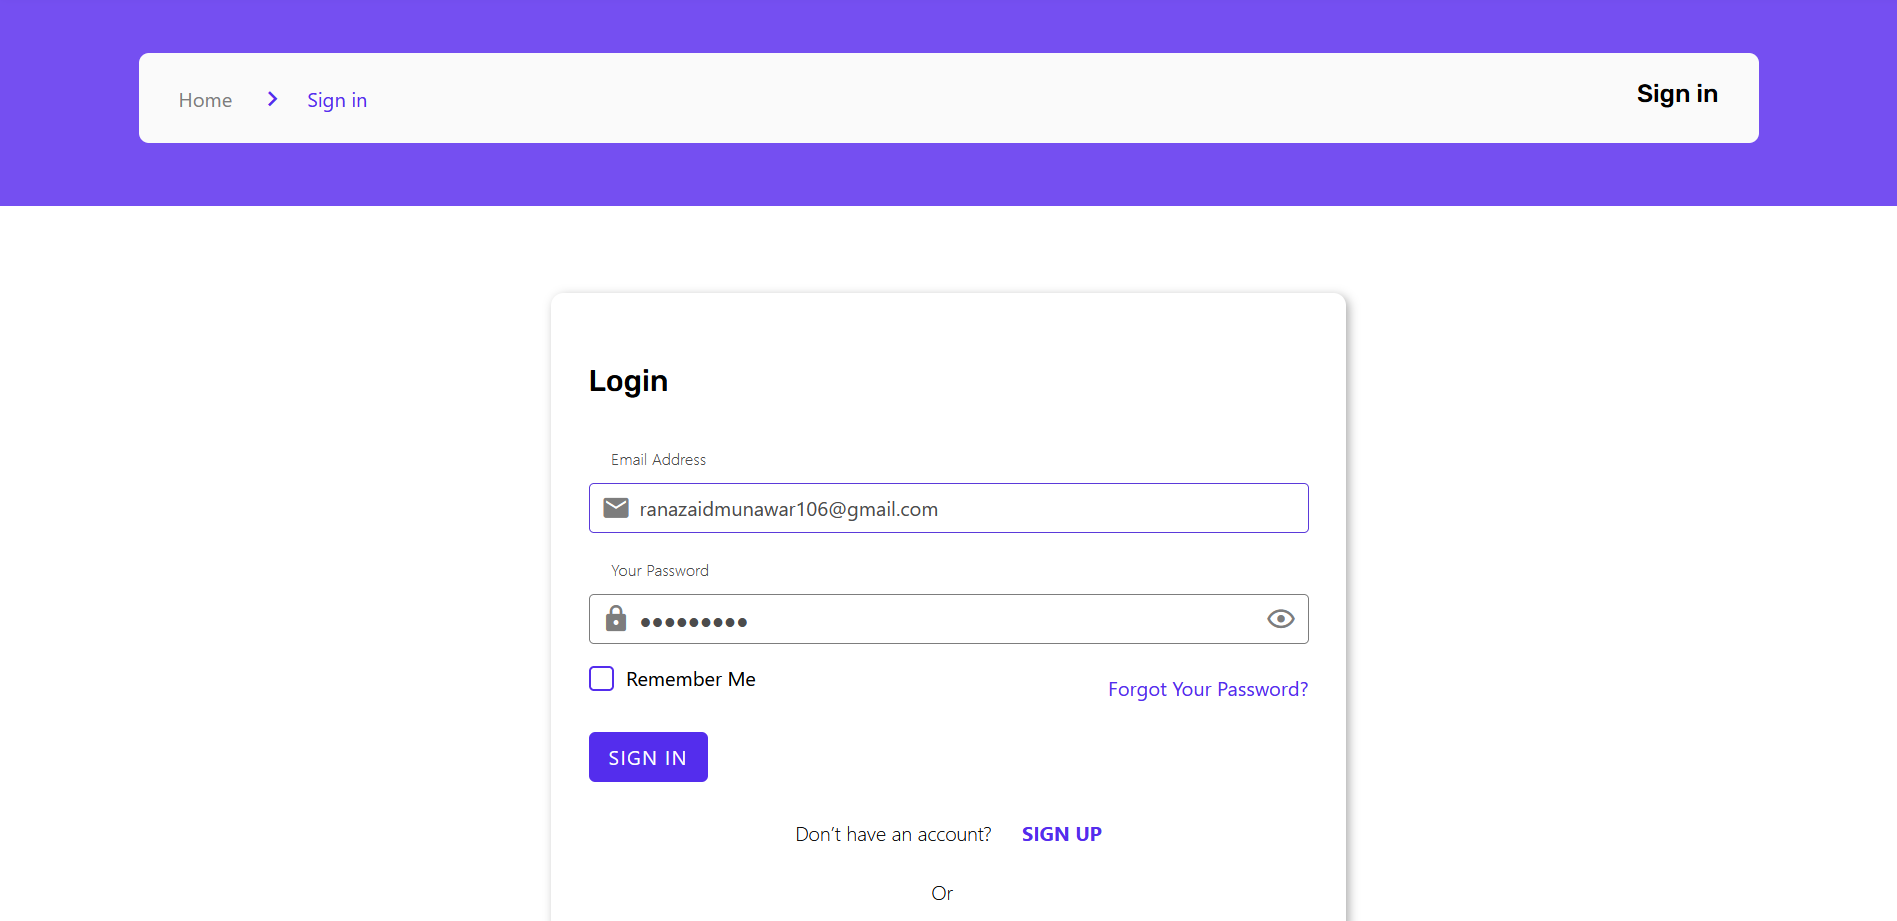 Home Sign in Sign in
Login
Email Address
ranazaidmunawar106@gmail.com
Your Password
Remember Me
Forgot Your Password?
SIGN IN
Don’t have an account? SIGN UP
Or